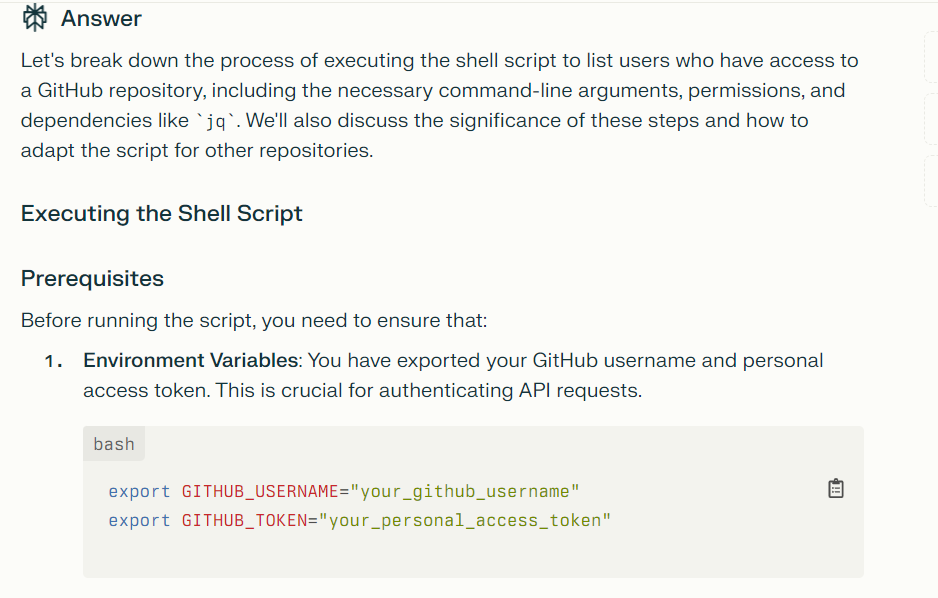 Answer
Let's break down the process of executing the shell script to list users who have access to
a GitHub repository, including the necessary command-line arguments, permissions, and
dependencies like `jq`. We'll also discuss the significance of these steps and how to
adapt the script for other repositories.
Executing the Shell Script
Prerequisites
Before running the script, you need to ensure that:
1. Environment Variables: You have exported your GitHub username and personal
access token. This is crucial for authenticating API requests.
bash
export GITHUB_USERNAME="your_github_username"
export GITHUB_TOKEN="your_personal_access_token"